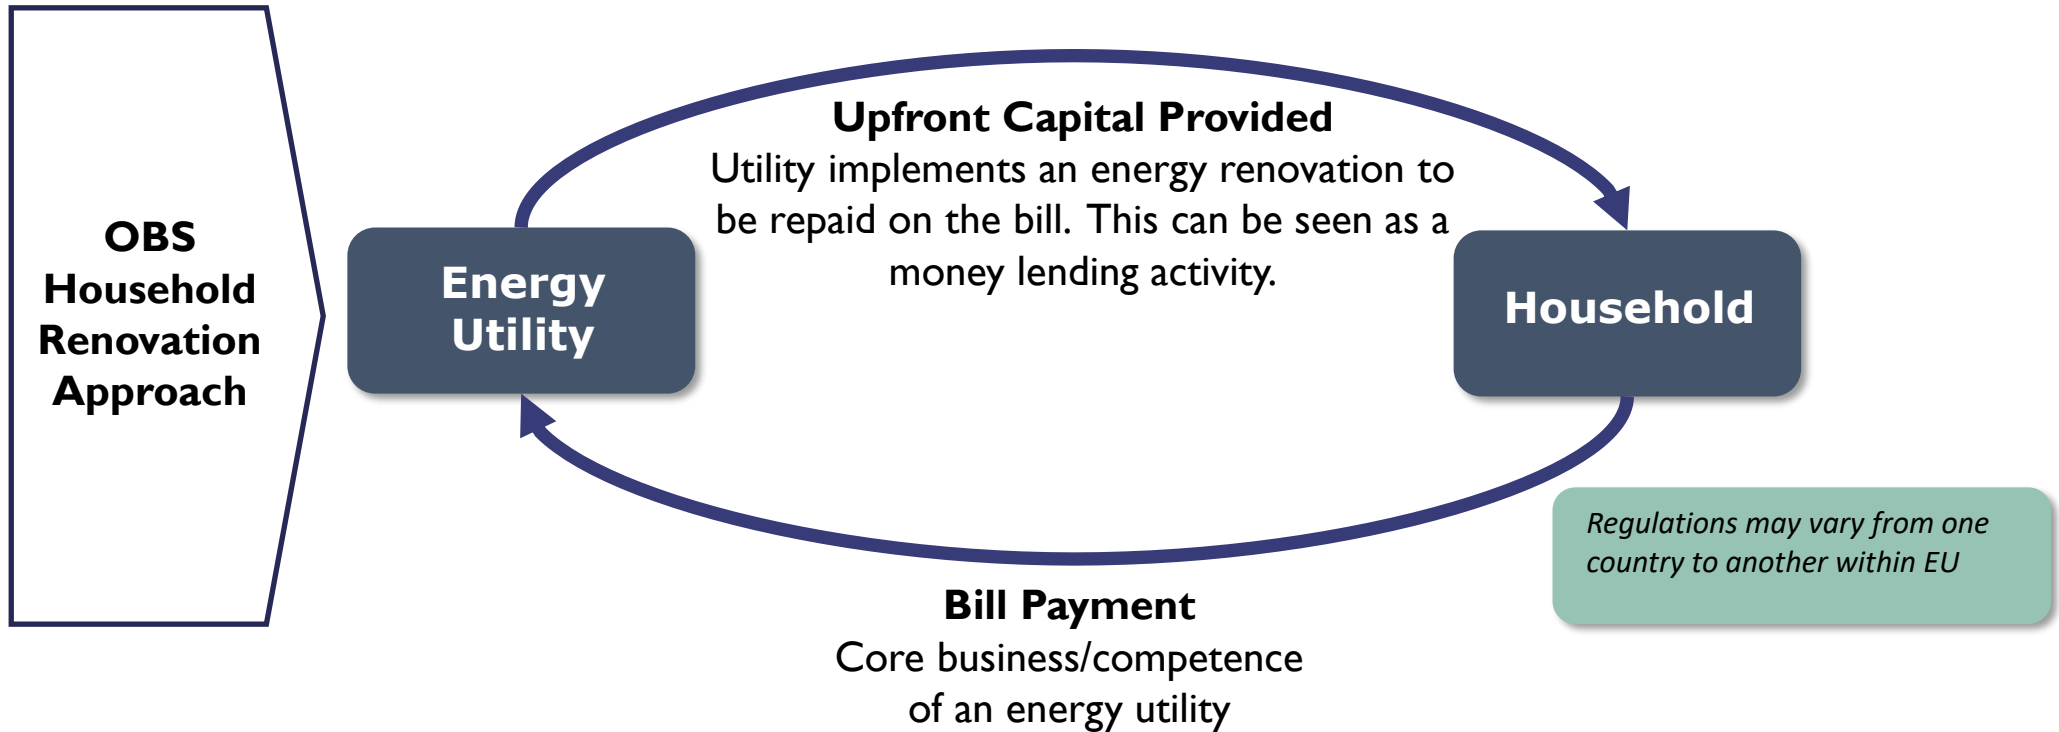 OBS
Household
Renovation
Approach
Energy
Utility
Upfront Capital Provided
Utility implements an energy renovation to
be repaid on the bill. This can be seen as a
money lending activity.
Household
Regulations may vary from one
country to another within EU
Bill Payment
Core business/competence
of an energy utility